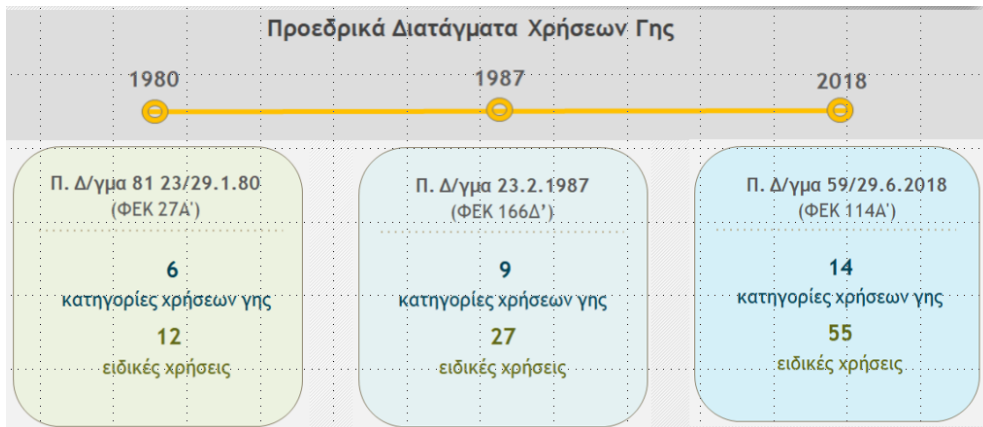 Προεδρικά Διατάγματα Χρήσεων Γης
1980
1987
2018
Π. Δ/γμα 81 23/29.1.80
(ΦΕΚ 27Α')
6
κατηγορίες χρήσεων γης
12
ειδικές χρήσεις
Π. Δ/γμα 23.2.1987
(ΦΕΚ 166Δ’)
9
κατηγορίες χρήσεων γης
27
ειδικές χρήσεις
Π. Δ/γμα 59/29.6.2018
(ΦΕΚ 114Α')
14
κατηγορίες χρήσεων γης
55
ειδικές χρήσεις